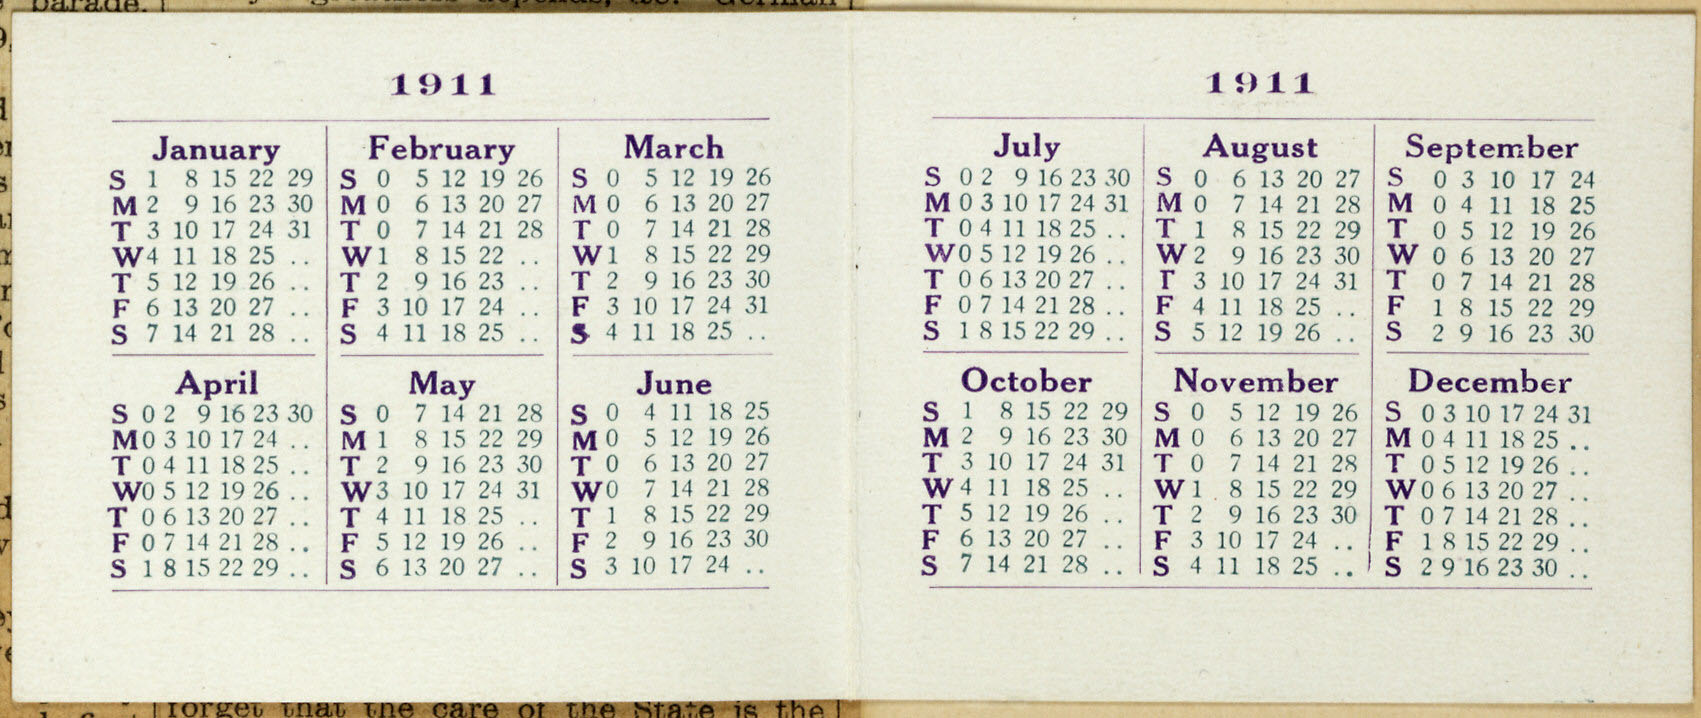 parade.
greatness depends, &c. German
1911
January
S 1 8 15 22 29
M 2 9 16 23 30
T 3 10 17 24 31
W 4 11 18 25 ..
T 5 12 19 26 ..
F 6 13 20 27 ..
S 7 14 21 28 ..
February
S 0 5 12 19 26
M 0 6 13 20 27
T 0 7 14 21 28
W 1 8 15 22 ..
T 2 9 16 23 ..
F 3 10 17 24 ..
S 4 11 18 25 ..
March
S 0 5 12 19 26
M 0 6 13 20 27
T 0 7 14 21 28
W 1 8 15 22 29
T 2 9 16 23 30
F 3 10 17 24 31
S 4 11 18 25 ..
April
S 0 2 9 16 23 30
M 0 3 10 17 24 ..
T 0 4 11 18 25 ..
W 0 5 12 19 26 ..
T 0 6 13 20 27 ..
F 0 7 14 21 28 ..
S 1 8 15 22 29 ..
May
S 0 7 14 21 28
M 1 8 15 22 29
T 2 9 16 23 30
W 3 10 17 24 31
T 4 11 18 25 ..
F 5 12 19 26 ..
S 6 13 20 27 ..
June
S 0 4 11 18 25
M 0 5 12 19 26
T 0 6 13 20 27
W 0 7 14 21 28
T 1 8 15 22 29
F 2 9 16 23 30
S 3 10 17 24 ..
1911
July
S 0 2 9 16 23 30
M 0 3 10 17 24 31
T 0 4 11 18 25 ..
W 0 5 12 19 26 ..
T 0 6 13 20 27 ..
F 0 7 14 21 28 ..
S 1 8 15 22 29 ..
August
S 0 6 13 20 27
M 0 7 14 21 28
T 1 8 15 22 29
W 2 9 16 23 30
T 3 10 17 24 31
F 4 11 18 25 ..
S 5 12 19 26 ..
September
S 0 3 10 17 24
M 0 4 11 18 25
T 0 5 12 19 26
W 0 6 13 20 27
T 0 7 14 21 28
F 1 8 15 22 29
S 2 9 16 23 30
October
S 1 8 15 22 29
M 2 9 16 23 30
T 3 10 17 24 31
W 4 11 18 25 ..
T 5 12 19 26 ..
F 6 13 20 27 ..
S 7 14 21 28 ..
November
S 0 5 12 19 26
M 0 6 13 20 27
T 0 7 14 21 28
W 1 8 15 22 29
T 2 9 16 23 30
F 3 10 17 24 ..
S 4 11 18 25 ..
December
S 0 3 10 17 24 31
M 0 4 11 18 25 ..
T 0 5 12 19 26 ..
W 0 6 13 20 27 ..
T 0 7 14 21 28 ..
F 1 8 15 22 29 ..
S 2 9 16 23 30 ..
forget that the care of the State is the